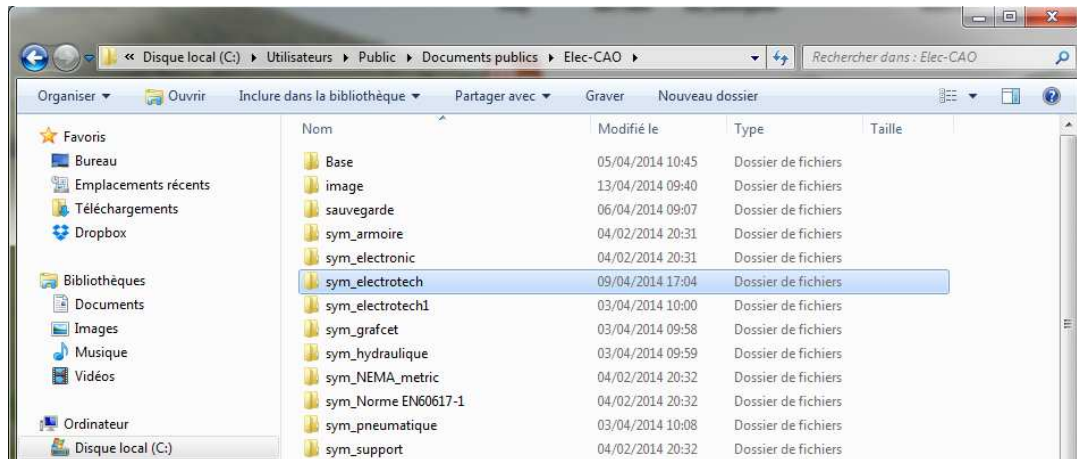 « Disque local (C:) ▸ Utilisateurs ▸ Public ▸ Documents publics ▸ Elec-CAO ▸ Rechercher dans : Elec-CAO
Organiser Ouvrir Inclure dans la bibliothèque Partager avec Graver Nouveau dossier
Favoris
Bureau
Emplacements récents
Téléchargements
Dropbox
Bibliothèques
Documents
Images
Musique
Vidéos
Ordinateur
Disque local (C:)
Nom Modifié le Type Taille
Base 05/04/2014 10:45 Dossier de fichiers
image 13/04/2014 09:40 Dossier de fichiers
sauvegarde 06/04/2014 09:07 Dossier de fichiers
sym_armoire 04/02/2014 20:31 Dossier de fichiers
sym_electronic 04/02/2014 20:31 Dossier de fichiers
sym_electrotech 09/04/2014 17:04 Dossier de fichiers
sym_electrotech1 03/04/2014 10:00 Dossier de fichiers
sym_grafcet 03/04/2014 09:58 Dossier de fichiers
sym_hydraulique 03/04/2014 09:59 Dossier de fichiers
sym_NEMA_metric 04/02/2014 20:32 Dossier de fichiers
sym_Norme EN60617-1 04/02/2014 20:32 Dossier de fichiers
sym_pneumatique 03/04/2014 10:08 Dossier de fichiers
sym_support 04/02/2014 20:32 Dossier de fichiers